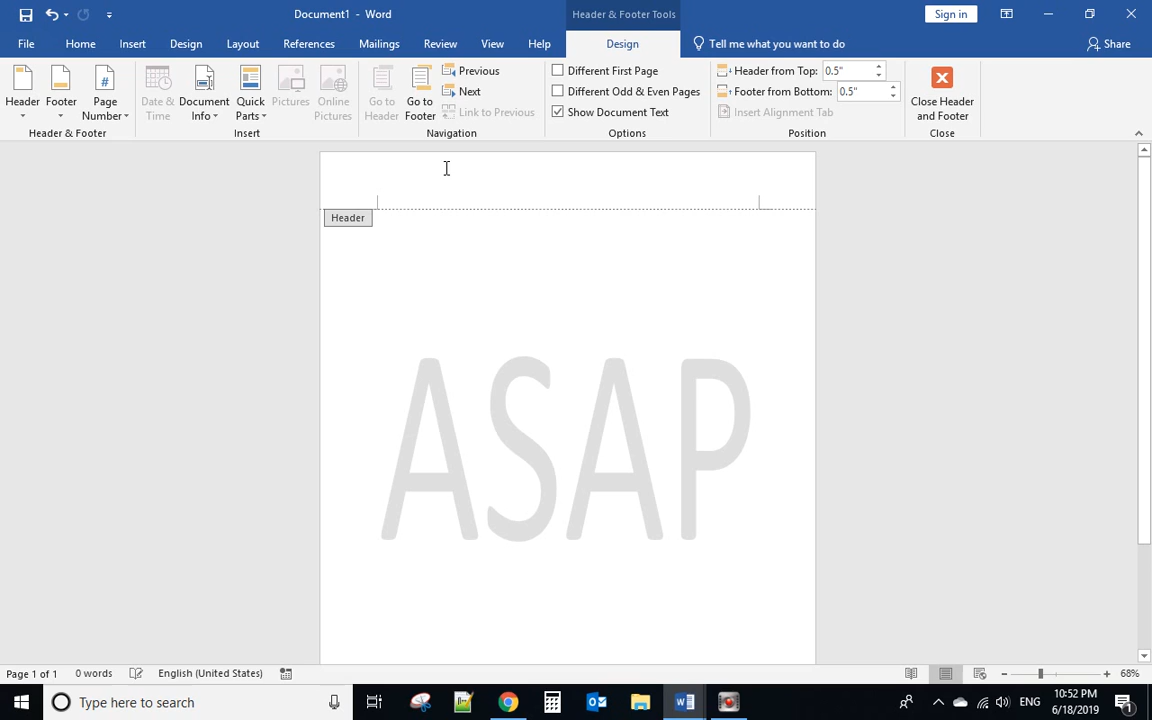 Document1 - Word
Header & Footer Tools
Sign in
File
Home
Insert
Design
Layout
References
Mailings
Review
View
Help
Design
Tell me what you want to do
Share
Header
Footer
Page
Number
Header & Footer
Date &
Time
Document
Info
Quick
Parts
Pictures
Online
Pictures
Insert
Go to
Header
Go to
Footer
Previous
Next
Link to Previous
Navigation
Different First Page
Different Odd & Even Pages
Show Document Text
Options
Header from Top: 0.5"
Footer from Bottom: 0.5"
Insert Alignment Tab
Position
Close Header
and Footer
Close
Header
ASAP
Page 1 of 1
0 words
English (United States)
68%
Type here to search
ENG
10:52 PM
6/18/2019
1